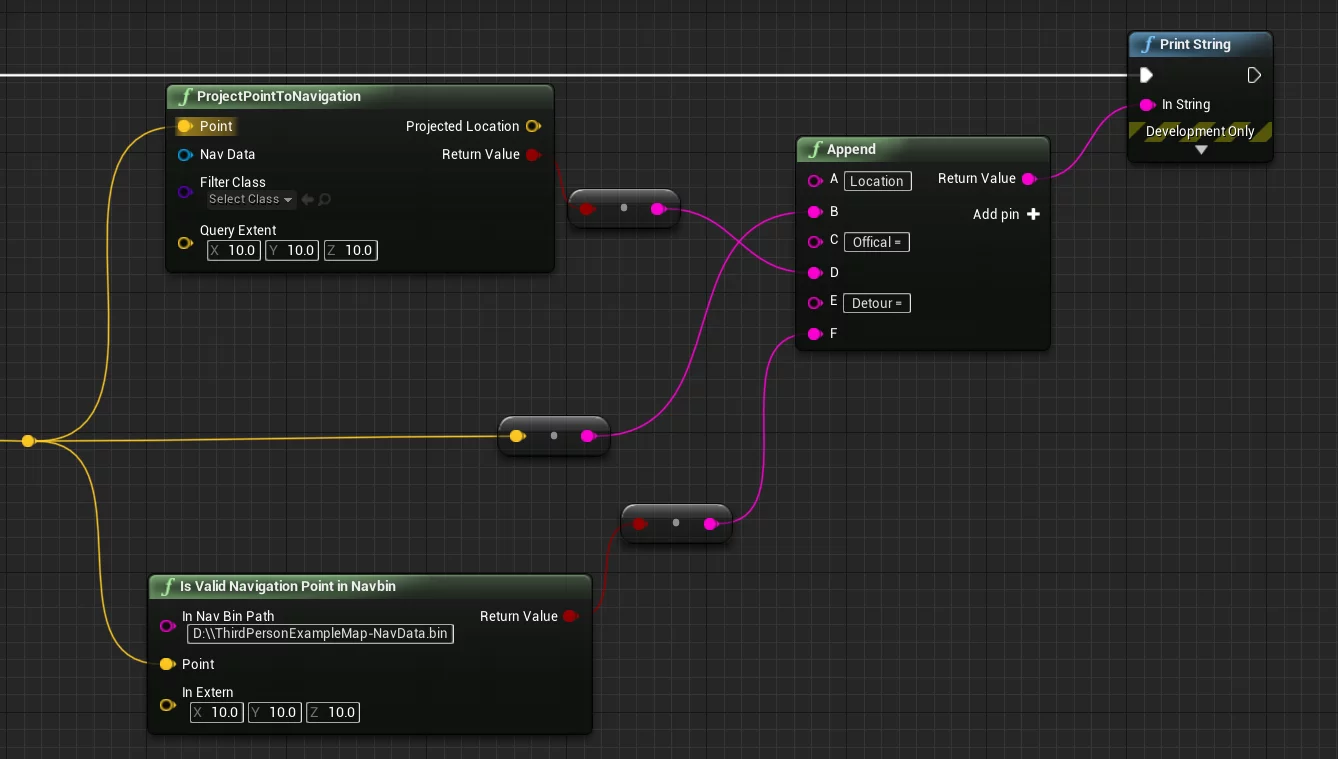 Print String
In String
Development Only
ProjectPointToNavigation
Point
Projected Location
Nav Data
Return Value
Filter Class
Select Class
Query Extent
X 10.0 Y 10.0 Z 10.0
Append
A Location
Return Value
B
Add pin
C Offical =
D
E Detour =
F
Is Valid Navigation Point in Navbin
In Nav Bin Path
Return Value
D:\\ThirdPersonExampleMap-NavData.bin
Point
In Extern
X 10.0 Y 10.0 Z 10.0